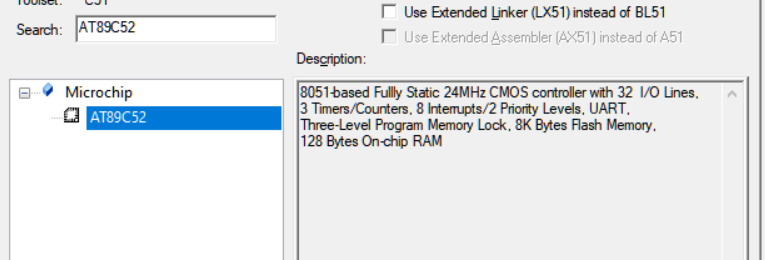 Toolset: C51
Search: AT89C52
Use Extended Linker (LX51) instead of BL51
Use Extended Assembler (AX51) instead of A51
Description:
Microchip
AT89C52
8051-based Fullly Static 24MHz CMOS controller with 32 I/O Lines,
3 Timers/Counters, 8 Interrupts/2 Priority Levels, UART,
Three-Level Program Memory Lock, 8K Bytes Flash Memory,
128 Bytes On-chip RAM